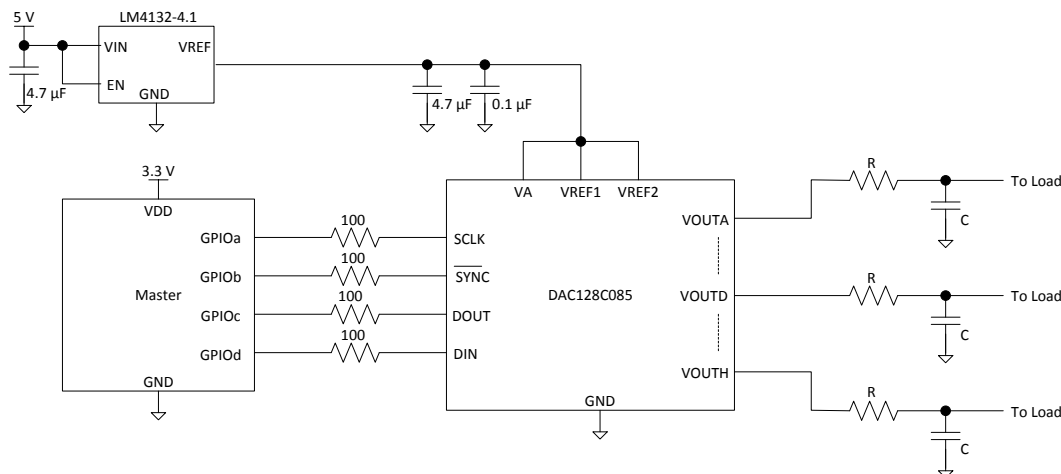 5 V
LM4132-4.1
VIN
VREF
EN
GND
4.7 µF
4.7 µF
0.1 µF
3.3 V
VDD
GPIOa
GPIOb
GPIOc
GPIOd
Master
GND
100
100
100
100
VA
VREF1
VREF2
SCLK
SYNC
DOUT
DIN
DAC128C085
VOUTA
VOUTD
VOUTH
GND
R
C
To Load
R
C
To Load
R
C
To Load